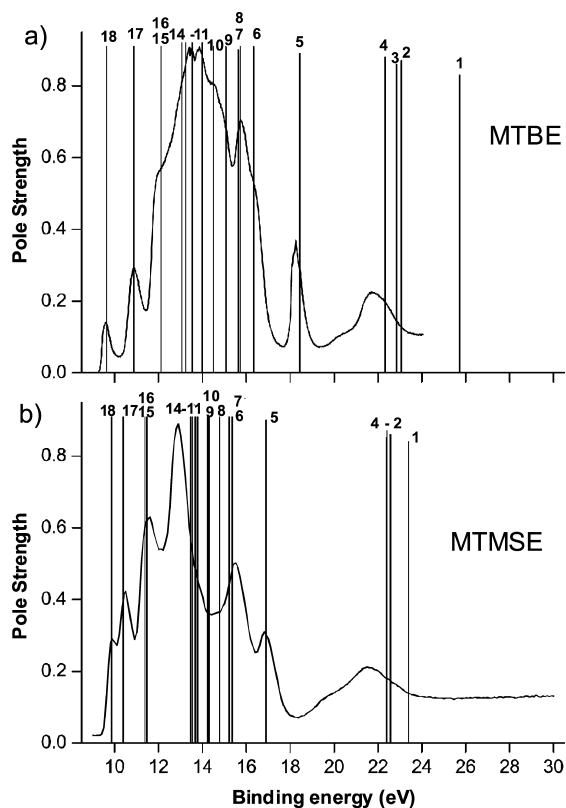 a)
18 17 16 14 -11 10 9 8 6 5 4 3 2 1
15 7
MTBE
Pole Strength
0.8
0.6
0.4
0.2
0.0
b)
18 17 16 14-11 10 8 7 5 4 - 2 1
15 9 6
MTMSE
Pole Strength
0.8
0.6
0.4
0.2
0.0
10 12 14 16 18 20 22 24 26 28 30
Binding energy (eV)